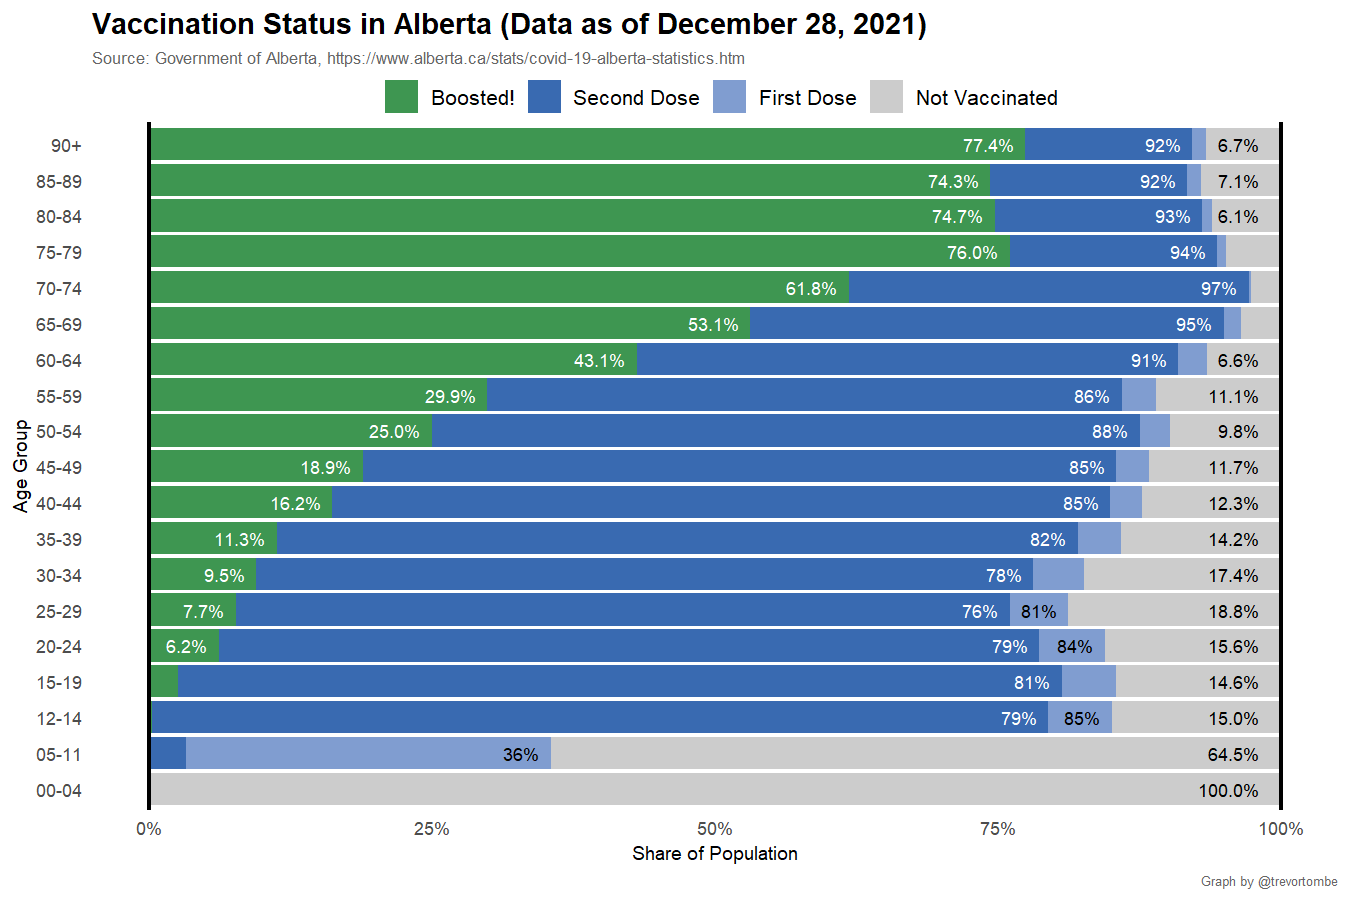 Vaccination Status in Alberta (Data as of December 28, 2021)
Source: Government of Alberta, https://www.alberta.ca/stats/covid-19-alberta-statistics.htm
Boosted! Second Dose First Dose Not Vaccinated
Age Group
90+ 77.4% 92% 6.7%
85-89 74.3% 92% 7.1%
80-84 74.7% 93% 6.1%
75-79 76.0% 94%
70-74 61.8% 97%
65-69 53.1% 95%
60-64 43.1% 91% 6.6%
55-59 29.9% 86% 11.1%
50-54 25.0% 88% 9.8%
45-49 18.9% 85% 11.7%
40-44 16.2% 85% 12.3%
35-39 11.3% 82% 14.2%
30-34 9.5% 78% 17.4%
25-29 7.7% 76% 81% 18.8%
20-24 6.2% 79% 84% 15.6%
15-19 81% 14.6%
12-14 79% 85% 15.0%
05-11 36% 64.5%
00-04 100.0%
0% 25% 50% 75% 100%
Share of Population
Graph by @trevortombe